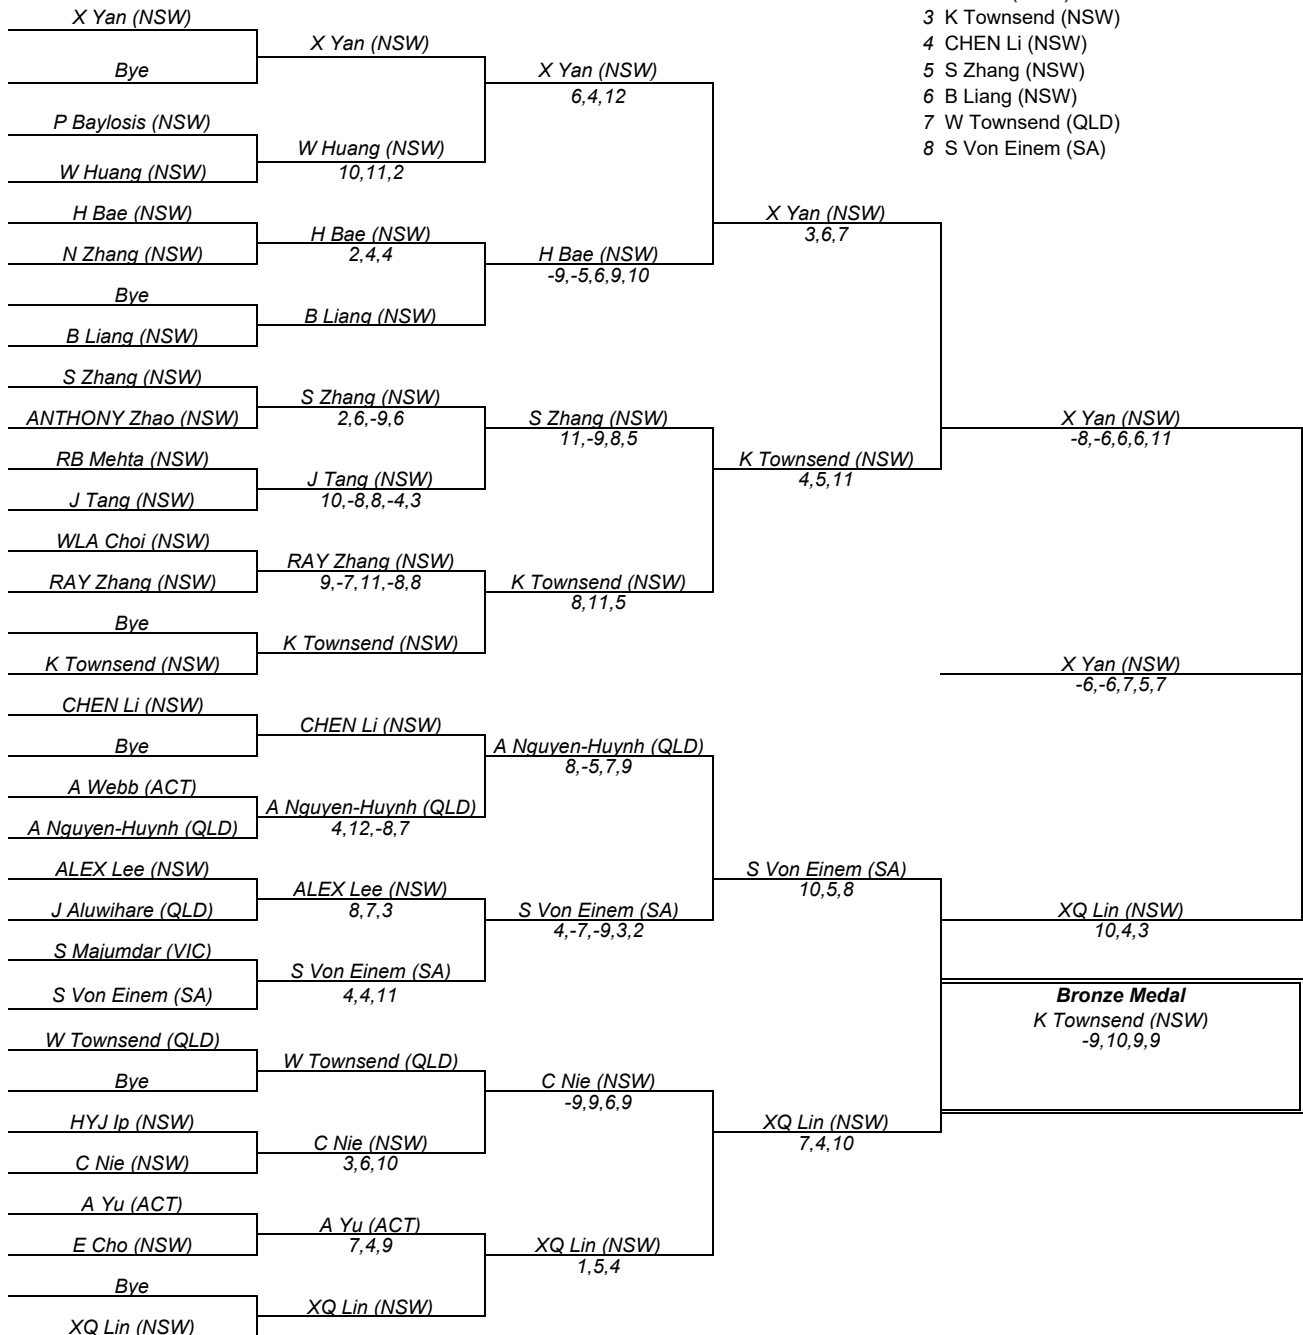 X Yan (NSW)
Bye
P Baylosis (NSW)
W Huang (NSW)
H Bae (NSW)
N Zhang (NSW)
Bye
B Liang (NSW)
S Zhang (NSW)
ANTHONY Zhao (NSW)
RB Mehta (NSW)
J Tang (NSW)
WLA Choi (NSW)
RAY Zhang (NSW)
Bye
K Townsend (NSW)
CHEN Li (NSW)
Bye
A Webb (ACT)
A Nguyen-Huynh (QLD)
ALEX Lee (NSW)
J Aluwihare (QLD)
S Majumdar (VIC)
S Von Einem (SA)
W Townsend (QLD)
Bye
HYJ Ip (NSW)
C Nie (NSW)
A Yu (ACT)
E Cho (NSW)
Bye
XQ Lin (NSW)
X Yan (NSW)
W Huang (NSW)
10,11,2
H Bae (NSW)
2,4,4
B Liang (NSW)
S Zhang (NSW)
2,6,-9,6
J Tang (NSW)
10,-8,8,-4,3
RAY Zhang (NSW)
9,-7,11,-8,8
K Townsend (NSW)
CHEN Li (NSW)
A Nguyen-Huynh (QLD)
4,12,-8,7
ALEX Lee (NSW)
8,7,3
S Von Einem (SA)
4,4,11
W Townsend (QLD)
C Nie (NSW)
3,6,10
A Yu (ACT)
7,4,9
XQ Lin (NSW)
X Yan (NSW)
6,4,12
H Bae (NSW)
-9,-5,6,9,10
S Zhang (NSW)
11,-9,8,5
K Townsend (NSW)
8,11,5
A Nguyen-Huynh (QLD)
8,-5,7,9
S Von Einem (SA)
4,-7,-9,3,2
C Nie (NSW)
-9,9,6,9
XQ Lin (NSW)
1,5,4
X Yan (NSW)
3,6,7
K Townsend (NSW)
4,5,11
S Von Einem (SA)
10,5,8
XQ Lin (NSW)
7,4,10
3 K Townsend (NSW)
4 CHEN Li (NSW)
5 S Zhang (NSW)
6 B Liang (NSW)
7 W Townsend (QLD)
8 S Von Einem (SA)
X Yan (NSW)
-8,-6,6,6,11
X Yan (NSW)
-6,-6,7,5,7
XQ Lin (NSW)
10,4,3
Bronze Medal
K Townsend (NSW)
-9,10,9,9